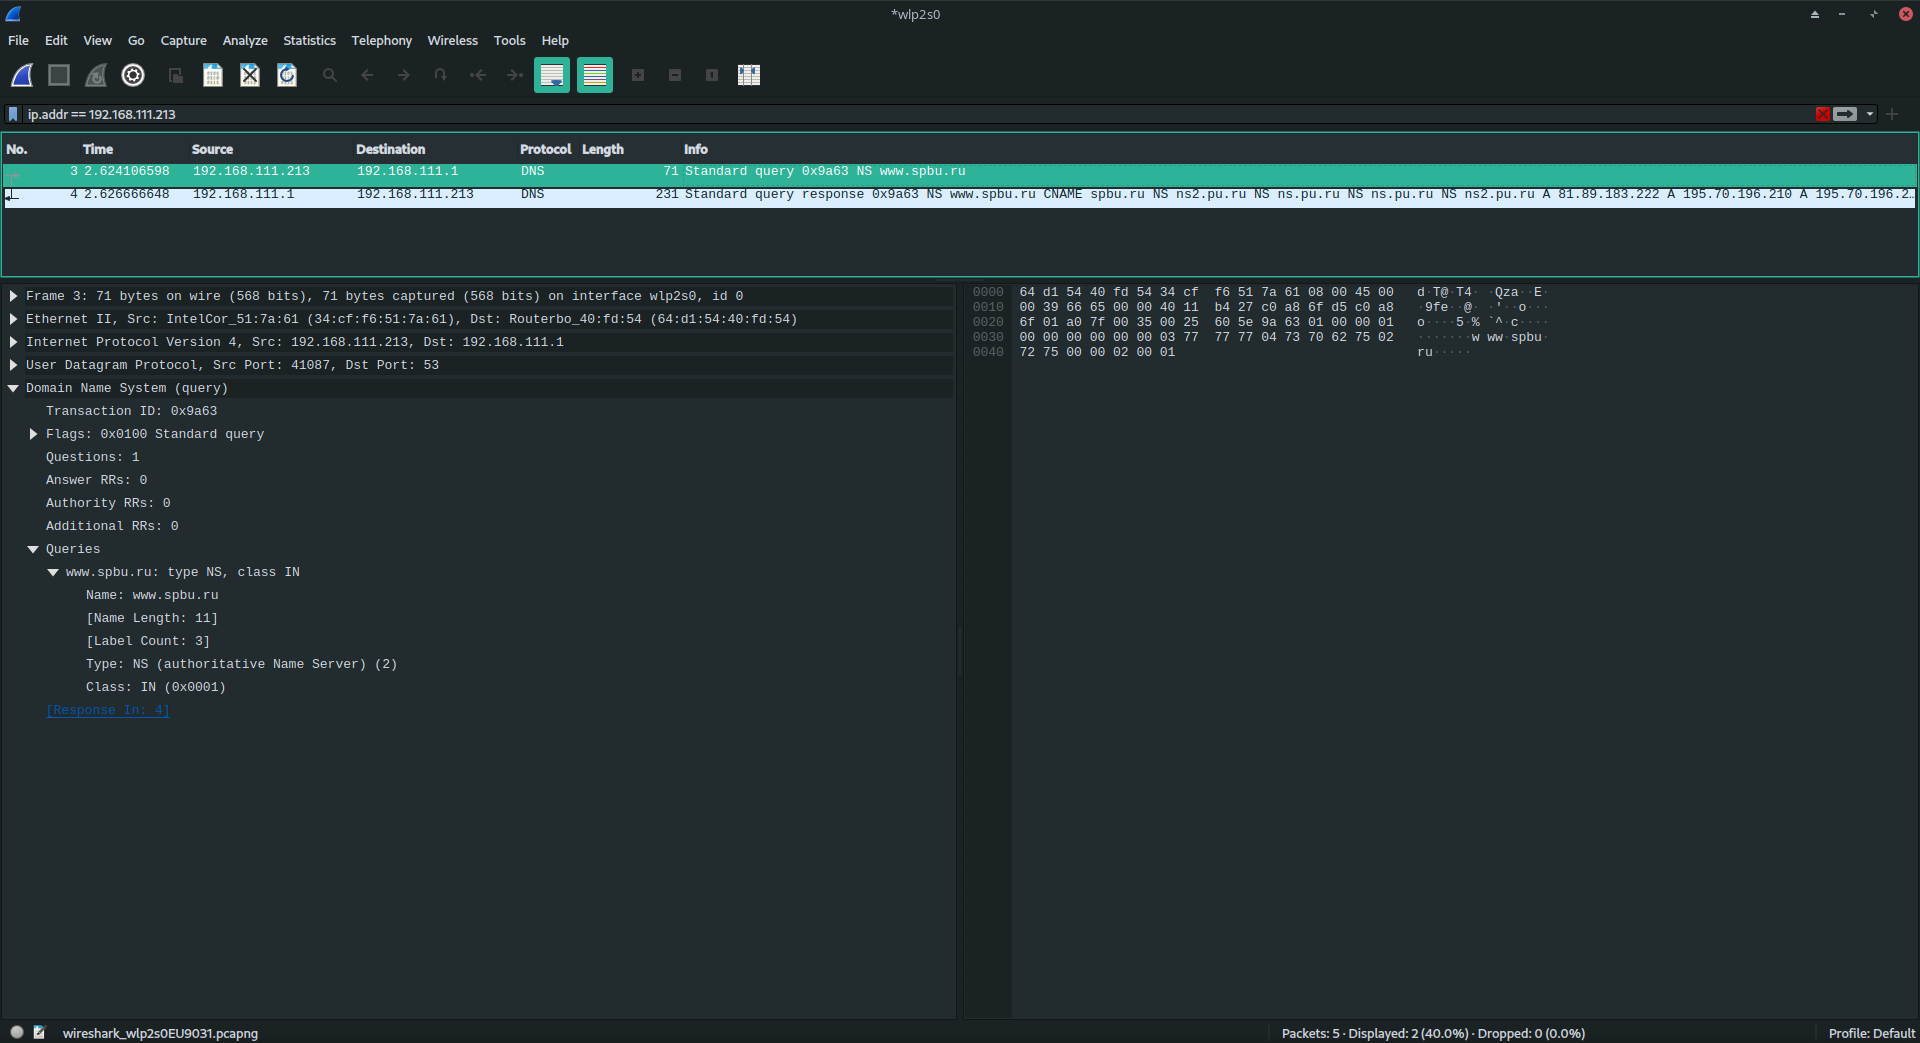 *wlp2s0
File Edit View Go Capture Analyze Statistics Telephony Wireless Tools Help
ip.addr == 192.168.111.213
No. Time Source Destination Protocol Length Info
3 2.624106598 192.168.111.213 192.168.111.1 DNS 71 Standard query 0x9a63 NS www.spbu.ru
4 2.626666648 192.168.111.1 192.168.111.213 DNS 231 Standard query response 0x9a63 NS www.spbu.ru CNAME spbu.ru NS ns2.pu.ru NS ns.pu.ru NS ns.pu.ru NS ns2.pu.ru A 81.89.183.222 A 195.70.196.210 A 195.70.196.2…
Frame 3: 71 bytes on wire (568 bits), 71 bytes captured (568 bits) on interface wlp2s0, id 0
Ethernet II, Src: IntelCor_51:7a:61 (34:cf:f6:51:7a:61), Dst: Routerbo_40:fd:54 (64:d1:54:40:fd:54)
Internet Protocol Version 4, Src: 192.168.111.213, Dst: 192.168.111.1
User Datagram Protocol, Src Port: 41087, Dst Port: 53
Domain Name System (query)
Transaction ID: 0x9a63
Flags: 0x0100 Standard query
Questions: 1
Answer RRs: 0
Authority RRs: 0
Additional RRs: 0
Queries
www.spbu.ru: type NS, class IN
Name: www.spbu.ru
[Name Length: 11]
[Label Count: 3]
Type: NS (authoritative Name Server) (2)
Class: IN (0x0001)
[Response In: 4]
0000 64 d1 54 40 fd 54 34 cf f6 51 7a 61 08 00 45 00 d·T@·T4· ·Qza··E·
0010 00 39 66 65 00 00 40 11 b4 27 c0 a8 6f d5 c0 a8 ·9fe··@· ·'··o···
0020 6f 01 a0 7f 00 35 00 25 60 5e 9a 63 01 00 00 01 o····5·% `^·c····
0030 00 00 00 00 00 00 03 77 77 77 04 73 70 62 75 02 ·······w ww·spbu·
0040 72 75 00 00 02 00 01 ru·····
wireshark_wlp2s0EU9031.pcapng
Packets: 5 · Displayed: 2 (40.0%) · Dropped: 0 (0.0%)
Profile: Default